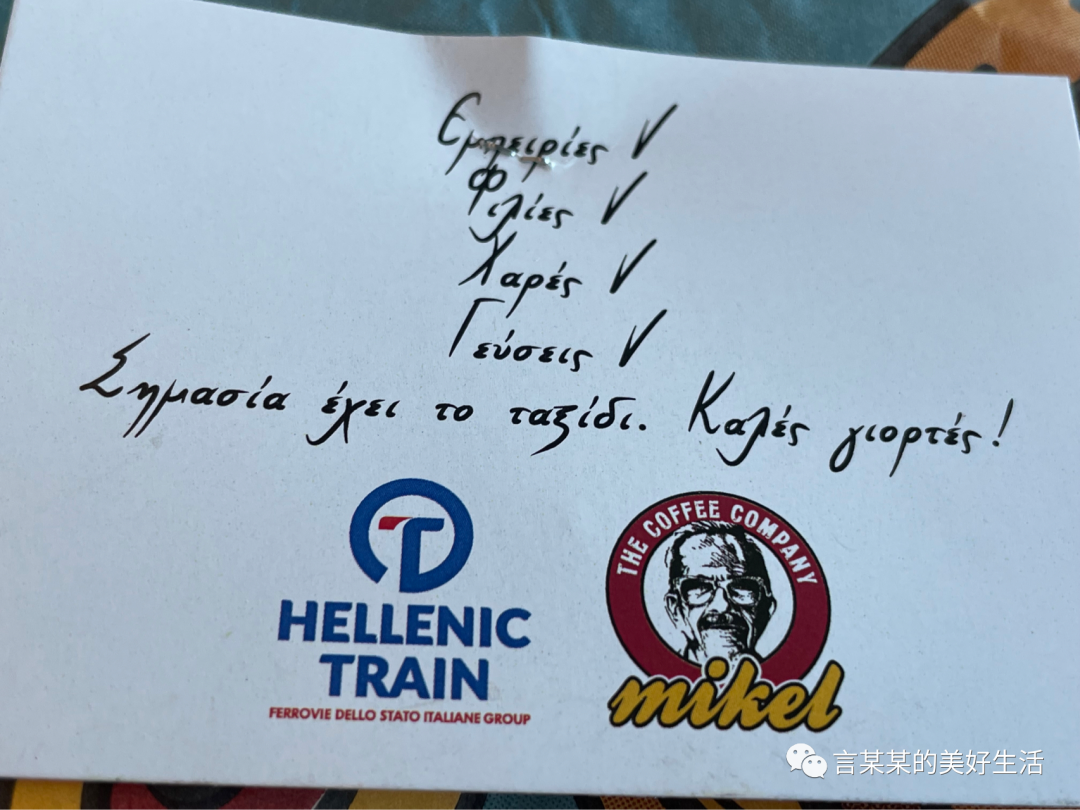 Εμπειρίες √
Φιλίες √
Χαρές √
Γεύσεις √
Σημασία έχει το ταξίδι. Καλές γιορτές!
HELLENIC
TRAIN
FERROVIE DELLO STATO ITALIANE GROUP
THE COFFEE COMPANY
mikel
言某某的美好生活